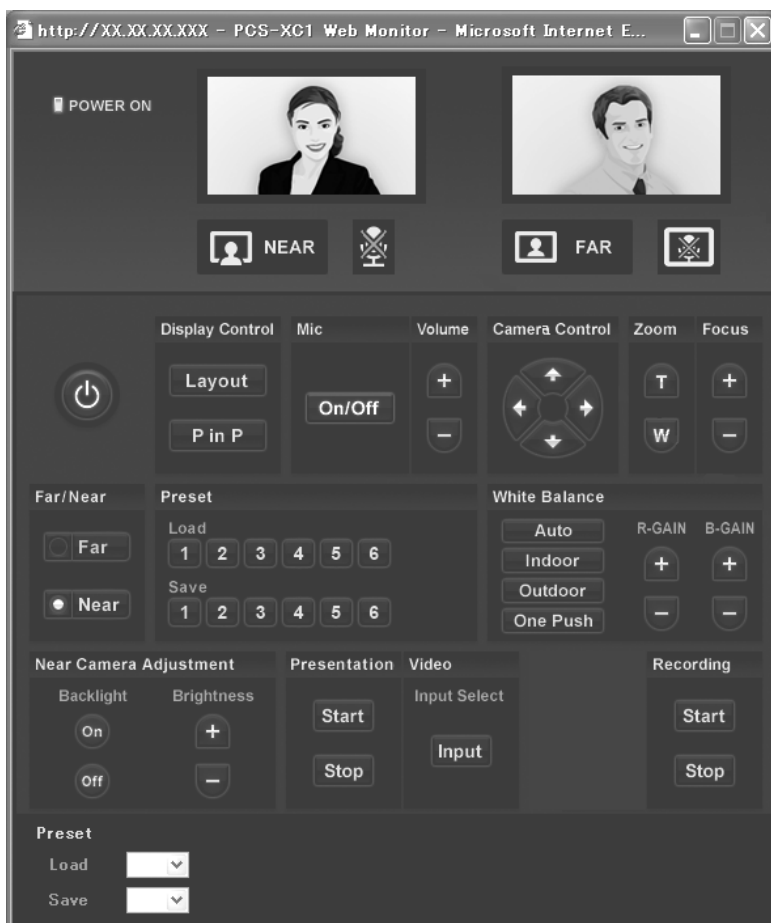 http://XX.XX.XX.XXX - PCS-XC1 Web Monitor - Microsoft Internet E...
POWER ON
NEAR FAR
Display Control Mic Volume Camera Control Zoom Focus
Layout + T +
On/Off
P in P − W −
Far/Near Preset White Balance
Load Auto R-GAIN B-GAIN
Far 1 2 3 4 5 6 Indoor + +
Save Outdoor
Near 1 2 3 4 5 6 One Push − −
Near Camera Adjustment Presentation Video Recording
Backlight Brightness Input Select
On + Start Start
Input
Off − Stop Stop
Preset
Load
Save